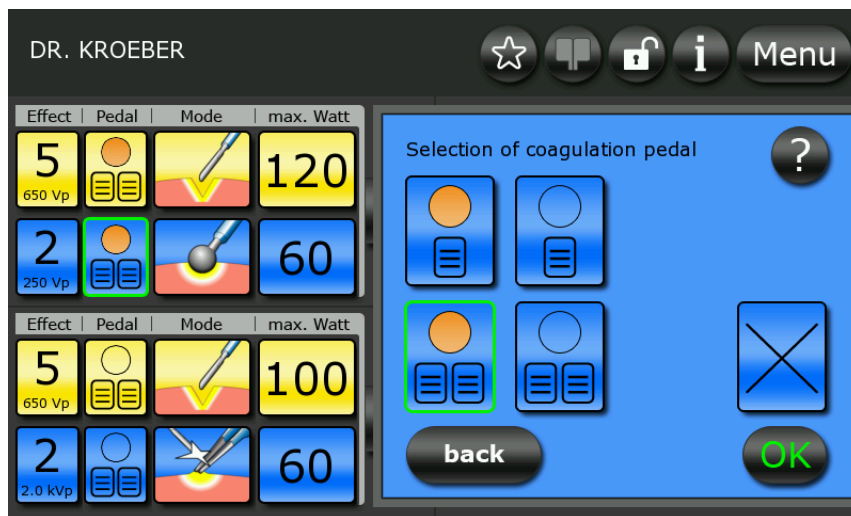 DR. KROEBER
i Menu
Effect | Pedal | Mode | max. Watt
5 120
650 Vp
2 60
250 Vp
Effect | Pedal | Mode | max. Watt
5 100
650 Vp
2 60
2.0 kVp
Selection of coagulation pedal ?
back OK